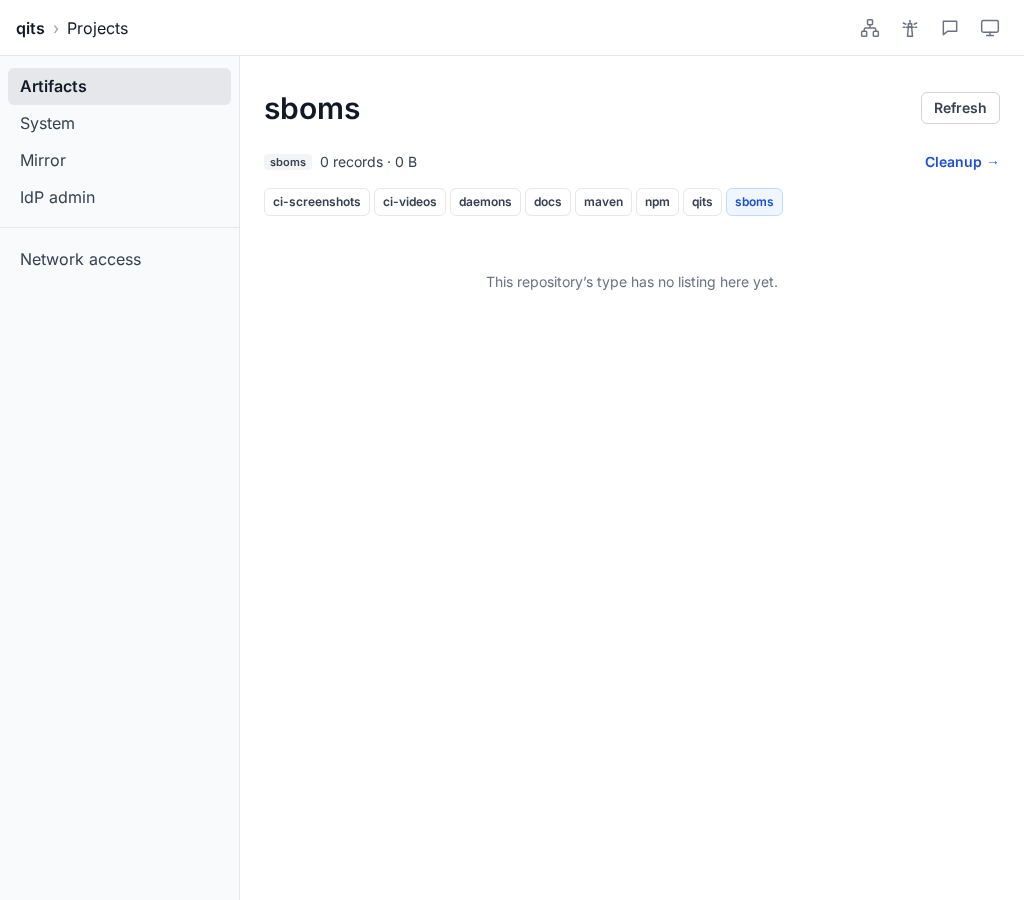 qits › Projects
Artifacts
System
Mirror
IdP admin
Network access
sboms
Refresh
sboms 0 records · 0 B
Cleanup →
ci-screenshots ci-videos daemons docs maven npm qits sboms
This repository’s type has no listing here yet.